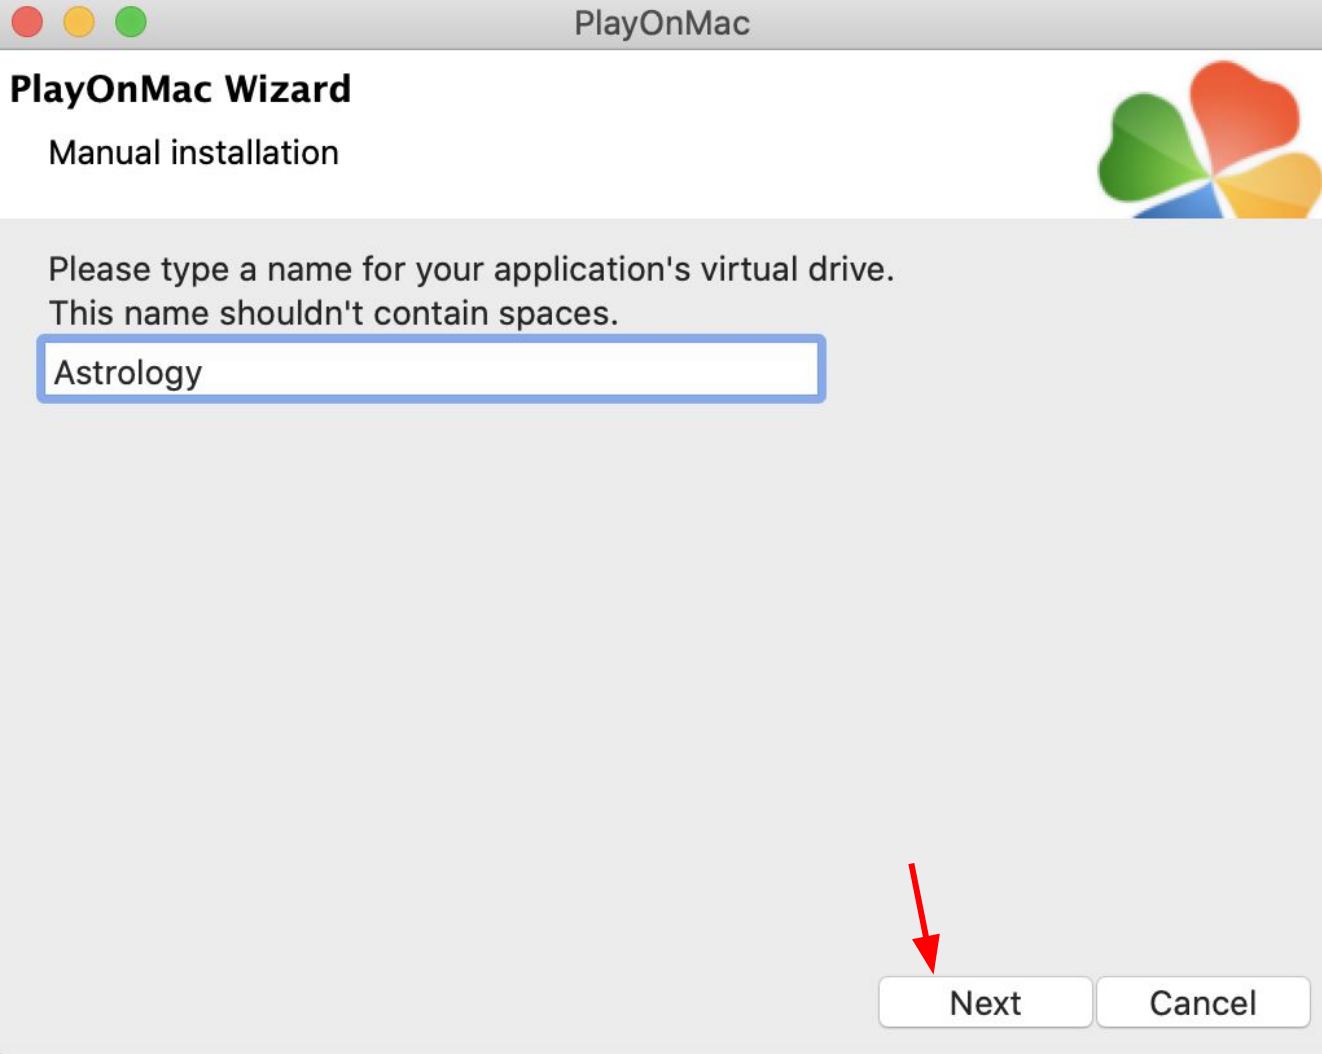 PlayOnMac
PlayOnMac Wizard
Manual installation
Please type a name for your application's virtual drive.
This name shouldn't contain spaces.
Astrology
Next
Cancel